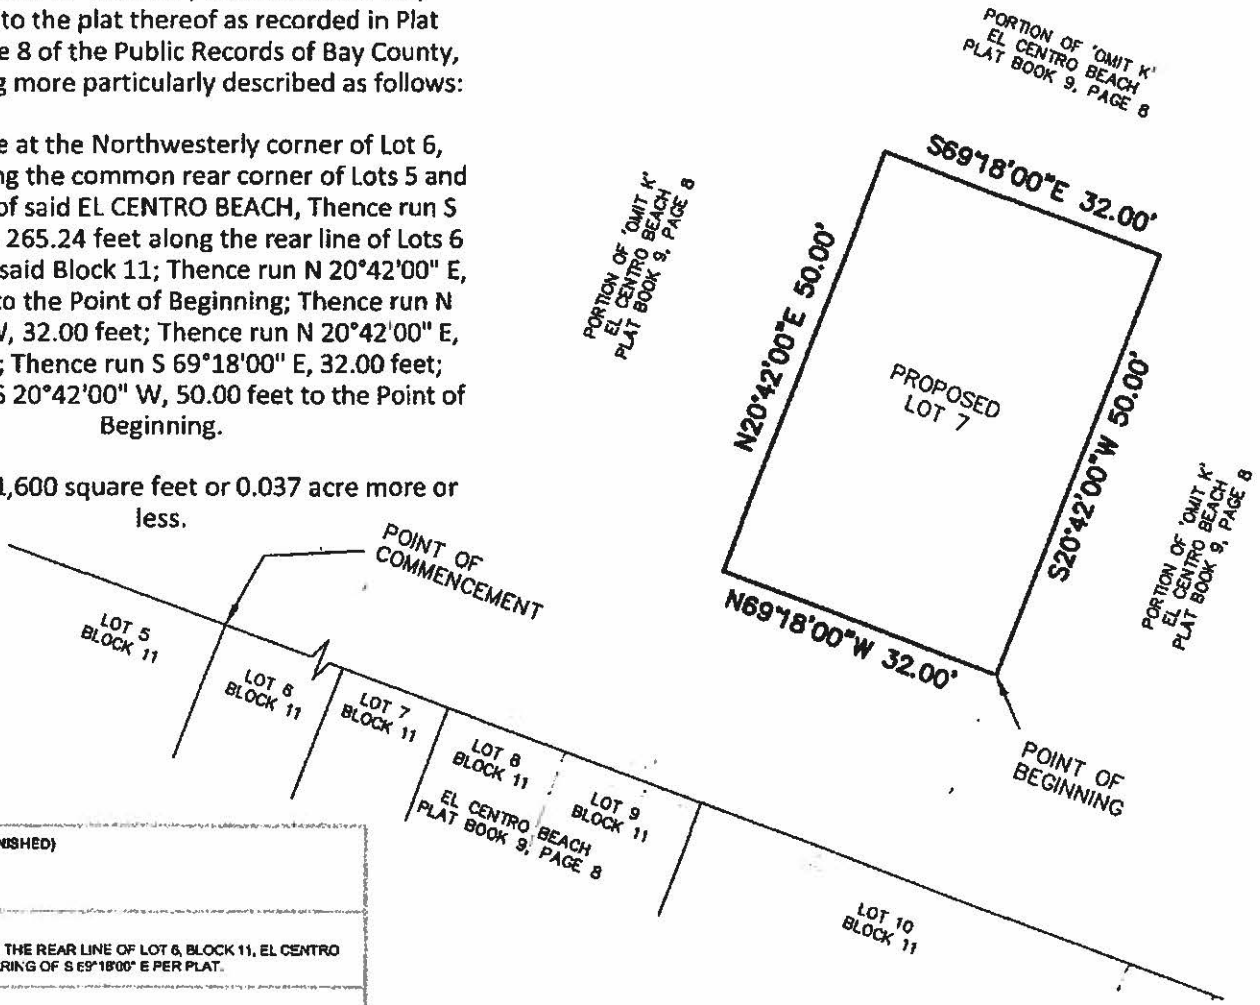 to the plat thereof as recorded in Plat
e 8 of the Public Records of Bay County,
g more particularly described as follows:
e at the Northwesterly corner of Lot 6,
ng the common rear corner of Lots 5 and
of said EL CENTRO BEACH, Thence run S
265.24 feet along the rear line of Lots 6
said Block 11; Thence run N 20°42'00" E,
to the Point of Beginning; Thence run N
, 32.00 feet; Thence run N 20°42'00" E,
; Thence run S 69°18'00" E, 32.00 feet;
S 20°42'00" W, 50.00 feet to the Point of
Beginning.
1,600 square feet or 0.037 acre more or
less.
PORTION OF 'OMIT K'
EL CENTRO BEACH
PLAT BOOK 9, PAGE 8
S69°18'00"E 32.00'
PORTION OF 'OMIT K'
EL CENTRO BEACH
PLAT BOOK 9, PAGE 8
N20°42'00"E 50.00'
PROPOSED
LOT 7
S20°42'00"W 50.00'
PORTION OF 'OMIT K'
EL CENTRO BEACH
PLAT BOOK 9, PAGE 8
N69°18'00"W 32.00'
POINT OF
BEGINNING
POINT OF
COMMENCEMENT
LOT 5
BLOCK 11
LOT 6
BLOCK 11
LOT 7
BLOCK 11
LOT 8
BLOCK 11
LOT 9
BLOCK 11
EL CENTRO BEACH
PLAT BOOK 9, PAGE 8
LOT 10
BLOCK 11
NISHED)
THE REAR LINE OF LOT 6, BLOCK 11, EL CENTRO
RING OF S 69°18'00" E PER PLAT.